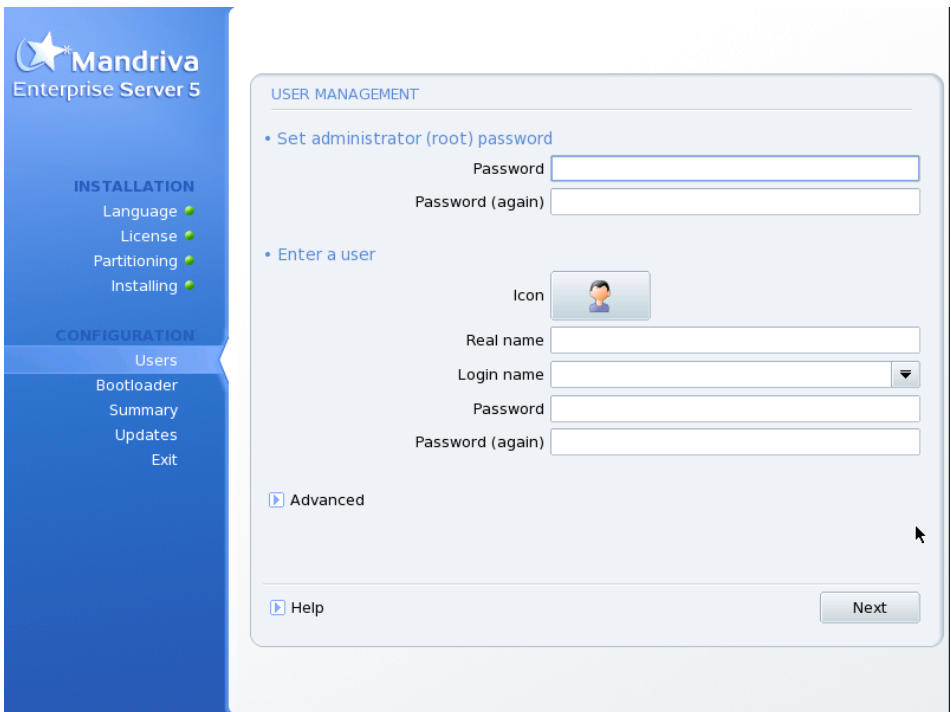 Mandriva
Enterprise Server 5
INSTALLATION
Language
License
Partitioning
Installing
CONFIGURATION
Users
Bootloader
Summary
Updates
Exit
USER MANAGEMENT
• Set administrator (root) password
Password
Password (again)
• Enter a user
Icon
Real name
Login name
Password
Password (again)
Advanced
Help
Next